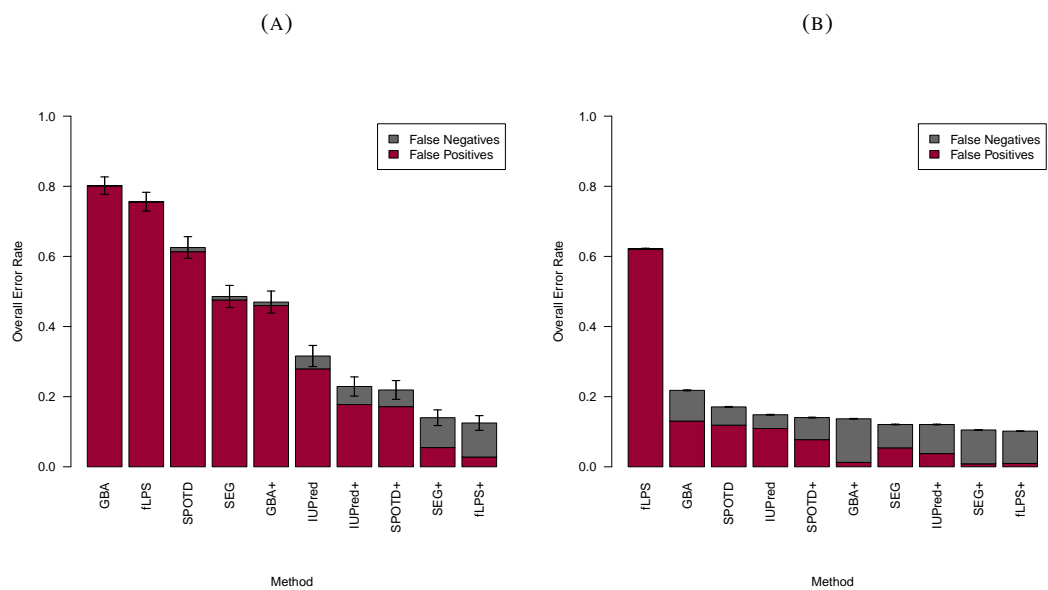 (A)
1.0
0.8
0.6
0.4
0.2
0.0
Overall Error Rate
False Negatives
False Positives
GBA
fLPS
SPOTD
SEG
GBA+
IUPred
IUPred+
SPOTD+
SEG+
fLPS+
Method
(B)
1.0
0.8
0.6
0.4
0.2
0.0
Overall Error Rate
False Negatives
False Positives
fLPS
GBA
SPOTD
IUPred
SPOTD+
GBA+
SEG
IUPred+
SEG+
fLPS+
Method